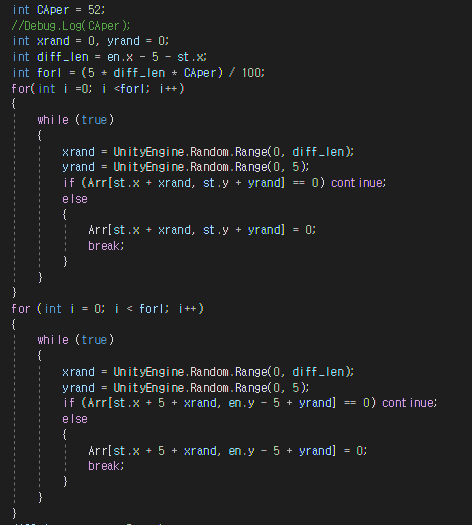 int CAper = 52;
//Debug.Log(CAper);
int xrand = 0, yrand = 0;
int diff_len = en.x - 5 - st.x;
int forl = (5 * diff_len * CAper) / 100;
for(int i =0; i <forl; i++)
{
while (true)
{
xrand = UnityEngine.Random.Range(0, diff_len);
yrand = UnityEngine.Random.Range(0, 5);
if (Arr[st.x + xrand, st.y + yrand] == 0) continue;
else
{
Arr[st.x + xrand, st.y + yrand] = 0;
break;
}
}
}
for (int i = 0; i < forl; i++)
{
while (true)
{
xrand = UnityEngine.Random.Range(0, diff_len);
yrand = UnityEngine.Random.Range(0, 5);
if (Arr[st.x + 5 + xrand, en.y - 5 + yrand] == 0) continue;
else
{
Arr[st.x + 5 + xrand, en.y - 5 + yrand] = 0;
break;
}
}
}